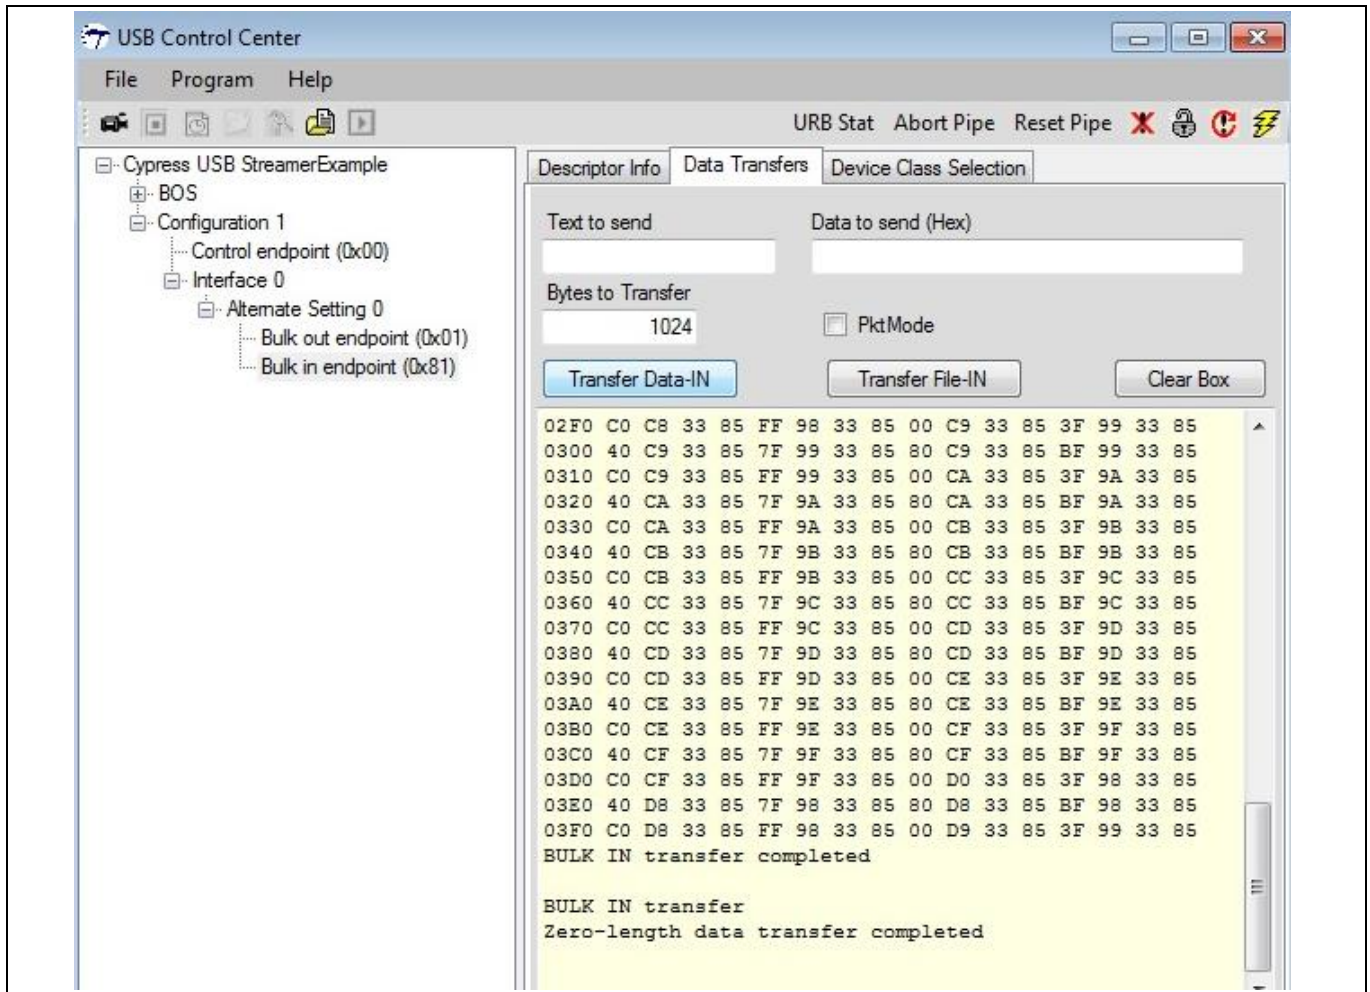 USB Control Center
File Program Help
URB Stat Abort Pipe Reset Pipe
Cypress USB StreamerExample
BOS
Configuration 1
Control endpoint (0x00)
Interface 0
Alternate Setting 0
Bulk out endpoint (0x01)
Bulk in endpoint (0x81)
Descriptor Info Data Transfers Device Class Selection
Text to send Data to send (Hex)
Bytes to Transfer
1024 PktMode
Transfer Data-IN Transfer File-IN Clear Box
02F0 C0 C8 33 85 FF 98 33 85 00 C9 33 85 3F 99 33 85
0300 40 C9 33 85 7F 99 33 85 80 C9 33 85 BF 99 33 85
0310 C0 C9 33 85 FF 99 33 85 00 CA 33 85 3F 9A 33 85
0320 40 CA 33 85 7F 9A 33 85 80 CA 33 85 BF 9A 33 85
0330 C0 CA 33 85 FF 9A 33 85 00 CB 33 85 3F 9B 33 85
0340 40 CB 33 85 7F 9B 33 85 80 CB 33 85 BF 9B 33 85
0350 C0 CB 33 85 FF 9B 33 85 00 CC 33 85 3F 9C 33 85
0360 40 CC 33 85 7F 9C 33 85 80 CC 33 85 BF 9C 33 85
0370 C0 CC 33 85 FF 9C 33 85 00 CD 33 85 3F 9D 33 85
0380 40 CD 33 85 7F 9D 33 85 80 CD 33 85 BF 9D 33 85
0390 C0 CD 33 85 FF 9D 33 85 00 CE 33 85 3F 9E 33 85
03A0 40 CE 33 85 7F 9E 33 85 80 CE 33 85 BF 9E 33 85
03B0 C0 CE 33 85 FF 9E 33 85 00 CF 33 85 3F 9F 33 85
03C0 40 CF 33 85 7F 9F 33 85 80 CF 33 85 BF 9F 33 85
03D0 C0 CF 33 85 FF 9F 33 85 00 D0 33 85 3F 98 33 85
03E0 40 D8 33 85 7F 98 33 85 80 D8 33 85 BF 98 33 85
03F0 C0 D8 33 85 FF 98 33 85 00 D9 33 85 3F 99 33 85
BULK IN transfer completed
BULK IN transfer
Zero-length data transfer completed